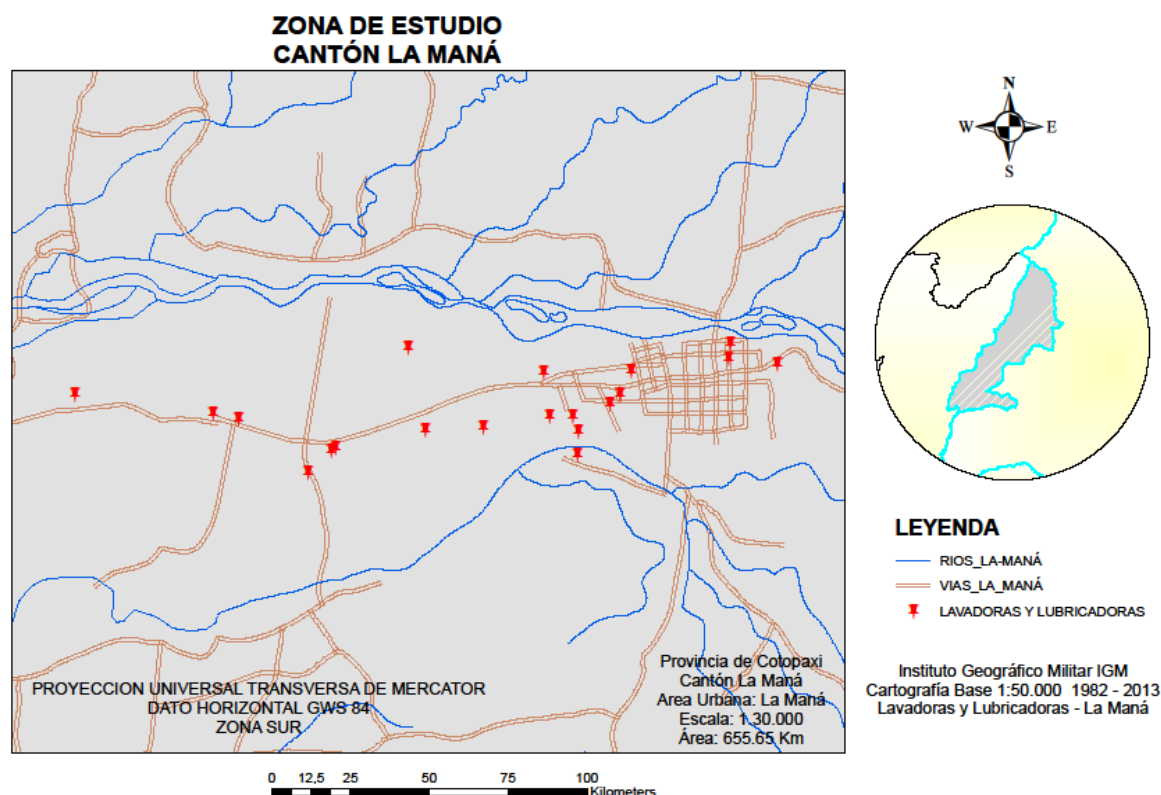 ZONA DE ESTUDIO
CANTÓN LA MANÁ
N
W
E
S
LEYENDA
RIOS_LA-MANÁ
VIAS_LA_MANÁ
LAVADORAS Y LUBRICADORAS
PROYECCION UNIVERSAL TRANSVERSA DE MERCATOR
DATO HORIZONTAL GWS 84
ZONA SUR
Provincia de Cotopaxi
Cantón La Maná
Area Urbana: La Maná
Escala: 1.30.000
Área: 655.65 Km
Instituto Geográfico Militar IGM
Cartografía Base 1:50.000 1982 - 2013
Lavadoras y Lubricadoras - La Maná
0 12,5 25 50 75 100
Kilometers